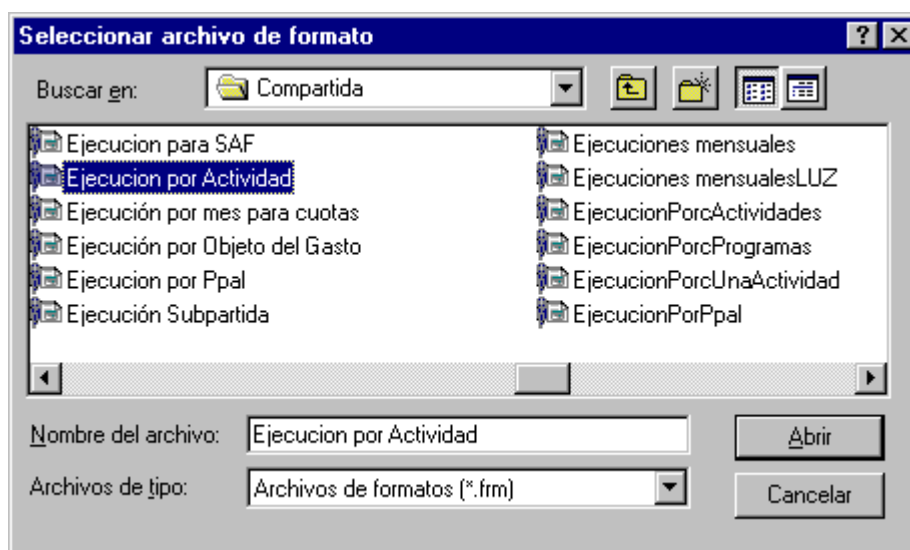 Seleccionar archivo de formato
Buscar en: Compartida
Ejecucion para SAF
Ejecucion por Actividad
Ejecución por mes para cuotas
Ejecución por Objeto del Gasto
Ejecucion por Ppal
Ejecución Subpartida
Ejecuciones mensuales
Ejecuciones mensualesLUZ
EjecucionPorcActividades
EjecucionPorcProgramas
EjecucionPorcUnaActividad
EjecucionPorPpal
Nombre del archivo: Ejecucion por Actividad
Abrir
Archivos de tipo: Archivos de formatos (*.frm)
Cancelar